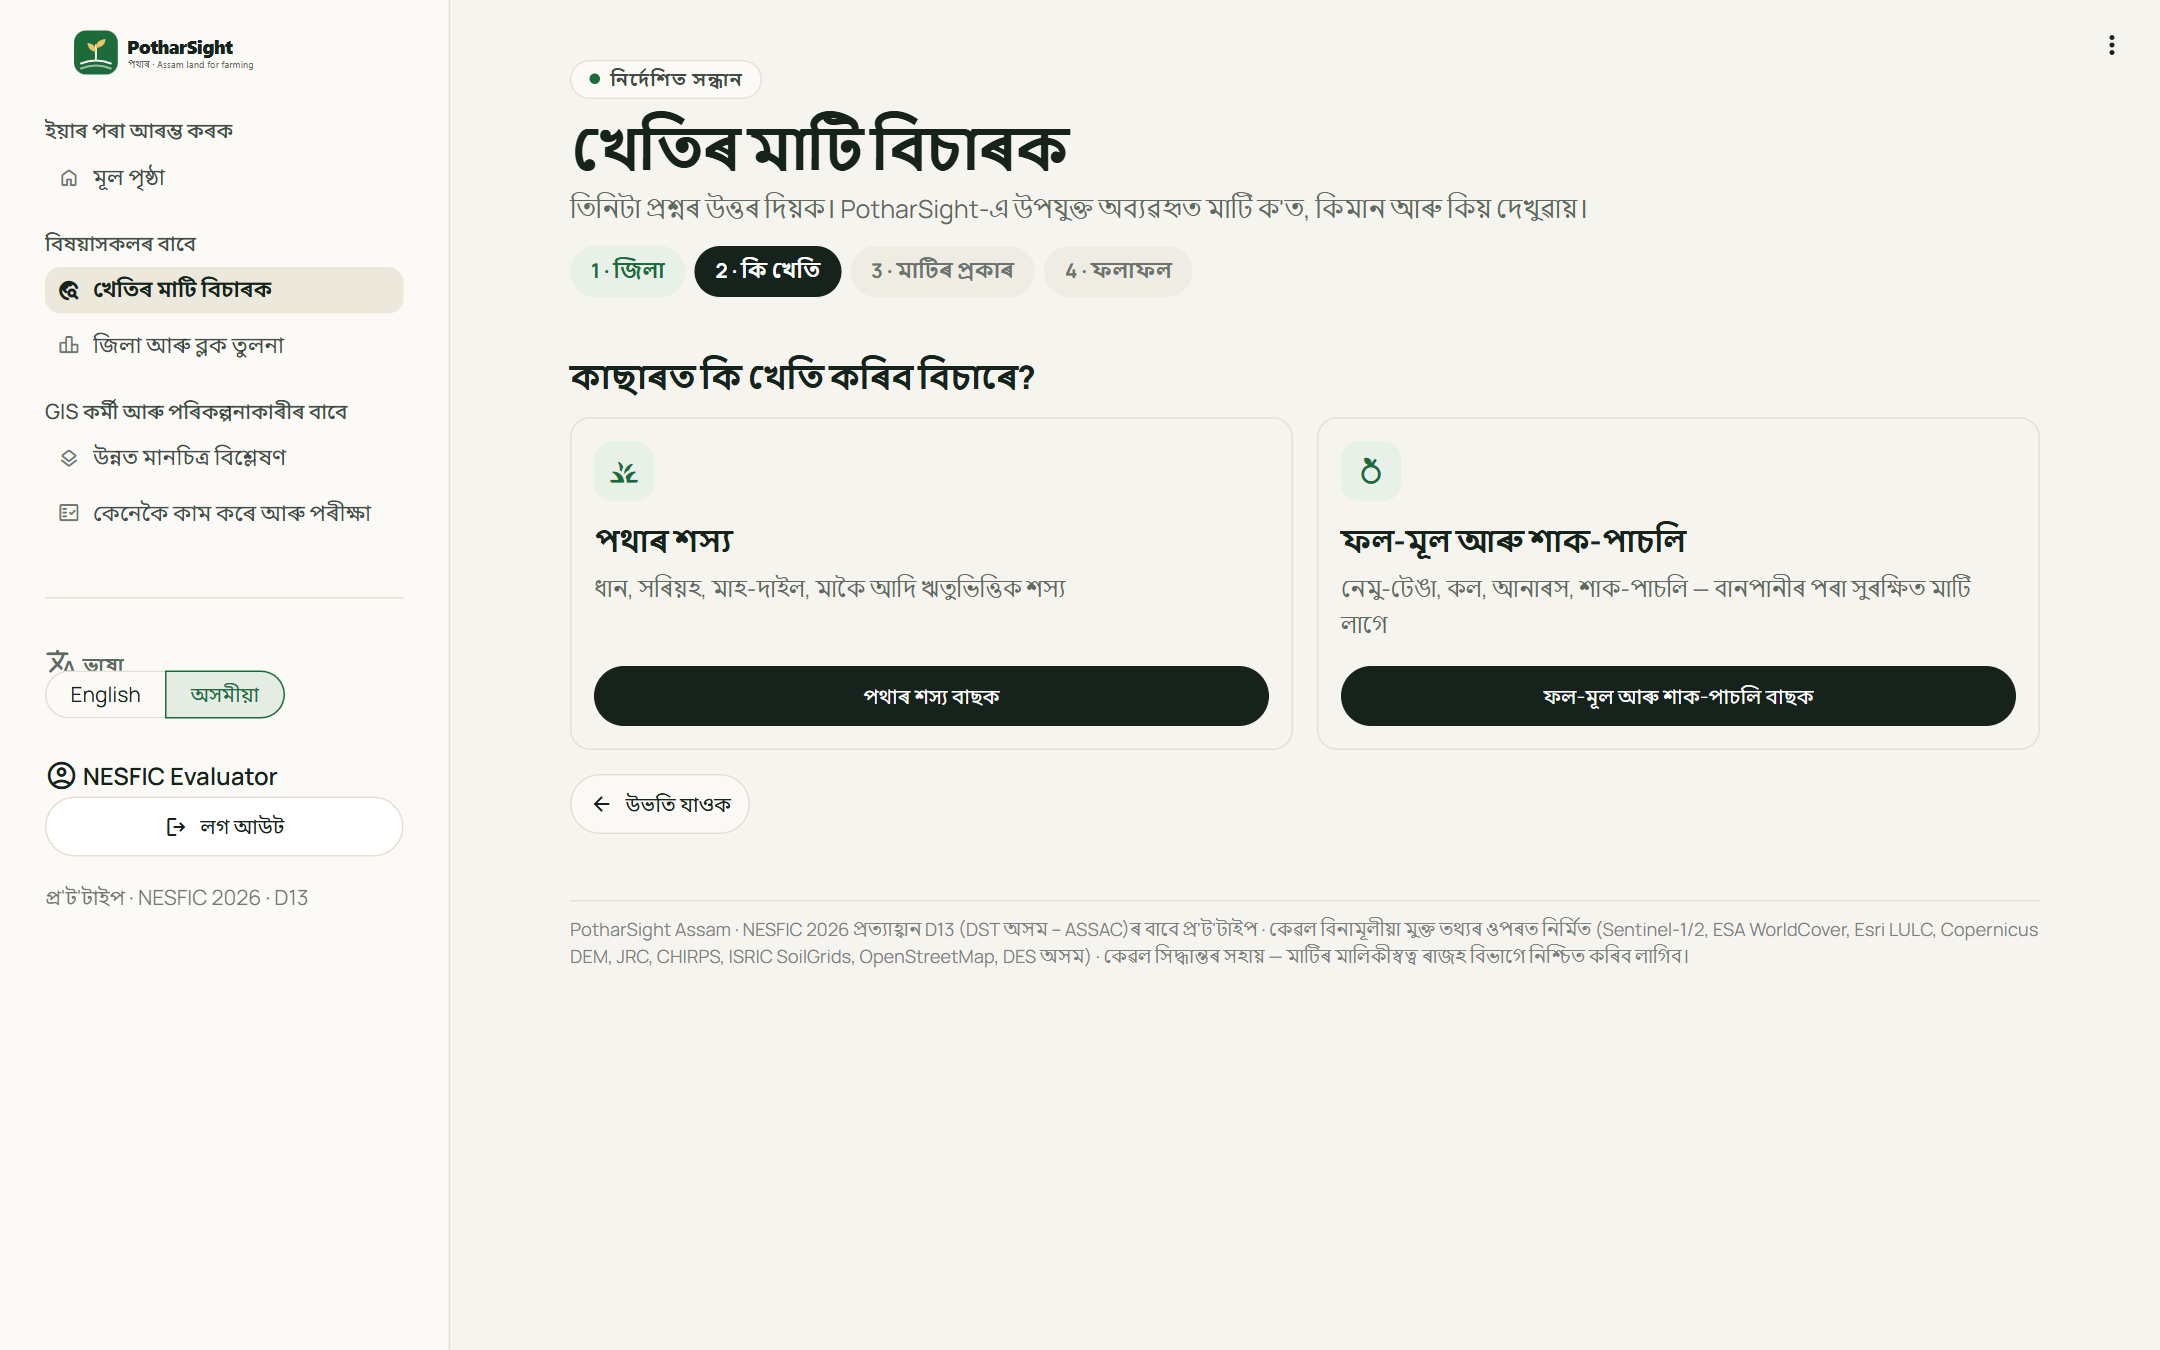 PotharSight
পথাৰ · Assam land for farming
ইয়াৰ পৰা আৰম্ভ কৰক
মূল পৃষ্ঠা
বিষয়াসকলৰ বাবে
খেতিৰ মাটি বিচাৰক
জিলা আৰু ব্লক তুলনা
GIS কৰ্মী আৰু পৰিকল্পনাকাৰীৰ বাবে
উন্নত মানচিত্ৰ বিশ্লেষণ
কেনেকৈ কাম কৰে আৰু পৰীক্ষা
ভাষা
English অসমীয়া
NESFIC Evaluator
লগ আউট
প্ৰ'ট'টাইপ · NESFIC 2026 · D13
নিৰ্দেশিত সন্ধান
খেতিৰ মাটি বিচাৰক
তিনিটা প্ৰশ্নৰ উত্তৰ দিয়ক। PotharSight-এ উপযুক্ত অব্যৱহৃত মাটি ক'ত, কিমান আৰু কিয় দেখুৱায়।
1 · জিলা 2 · কি খেতি 3 · মাটিৰ প্ৰকাৰ 4 · ফলাফল
কাছাৰত কি খেতি কৰিব বিচাৰে?
পথাৰ শস্য
ধান, সৰিয়হ, মাহ-দাইল, মাকৈ আদি ঋতুভিত্তিক শস্য
পথাৰ শস্য বাছক
ফল-মূল আৰু শাক-পাচলি
নেমু-টেঙা, কল, আনাৰস, শাক-পাচলি — বানপানীৰ পৰা সুৰক্ষিত মাটি
লাগে
ফল-মূল আৰু শাক-পাচলি বাছক
উভতি যাওক
PotharSight Assam · NESFIC 2026 প্ৰত্যাহ্বান D13 (DST অসম – ASSAC)ৰ বাবে প্ৰ'ট'টাইপ · কেৱল বিনামূলীয়া মুক্ত তথ্যৰ ওপৰত নিৰ্মিত (Sentinel-1/2, ESA WorldCover, Esri LULC, Copernicus
DEM, JRC, CHIRPS, ISRIC SoilGrids, OpenStreetMap, DES অসম) · কেৱল সিদ্ধান্তৰ সহায় — মাটিৰ মালিকীস্বত্ব ৰাজহ বিভাগে নিশ্চিত কৰিব লাগিব।